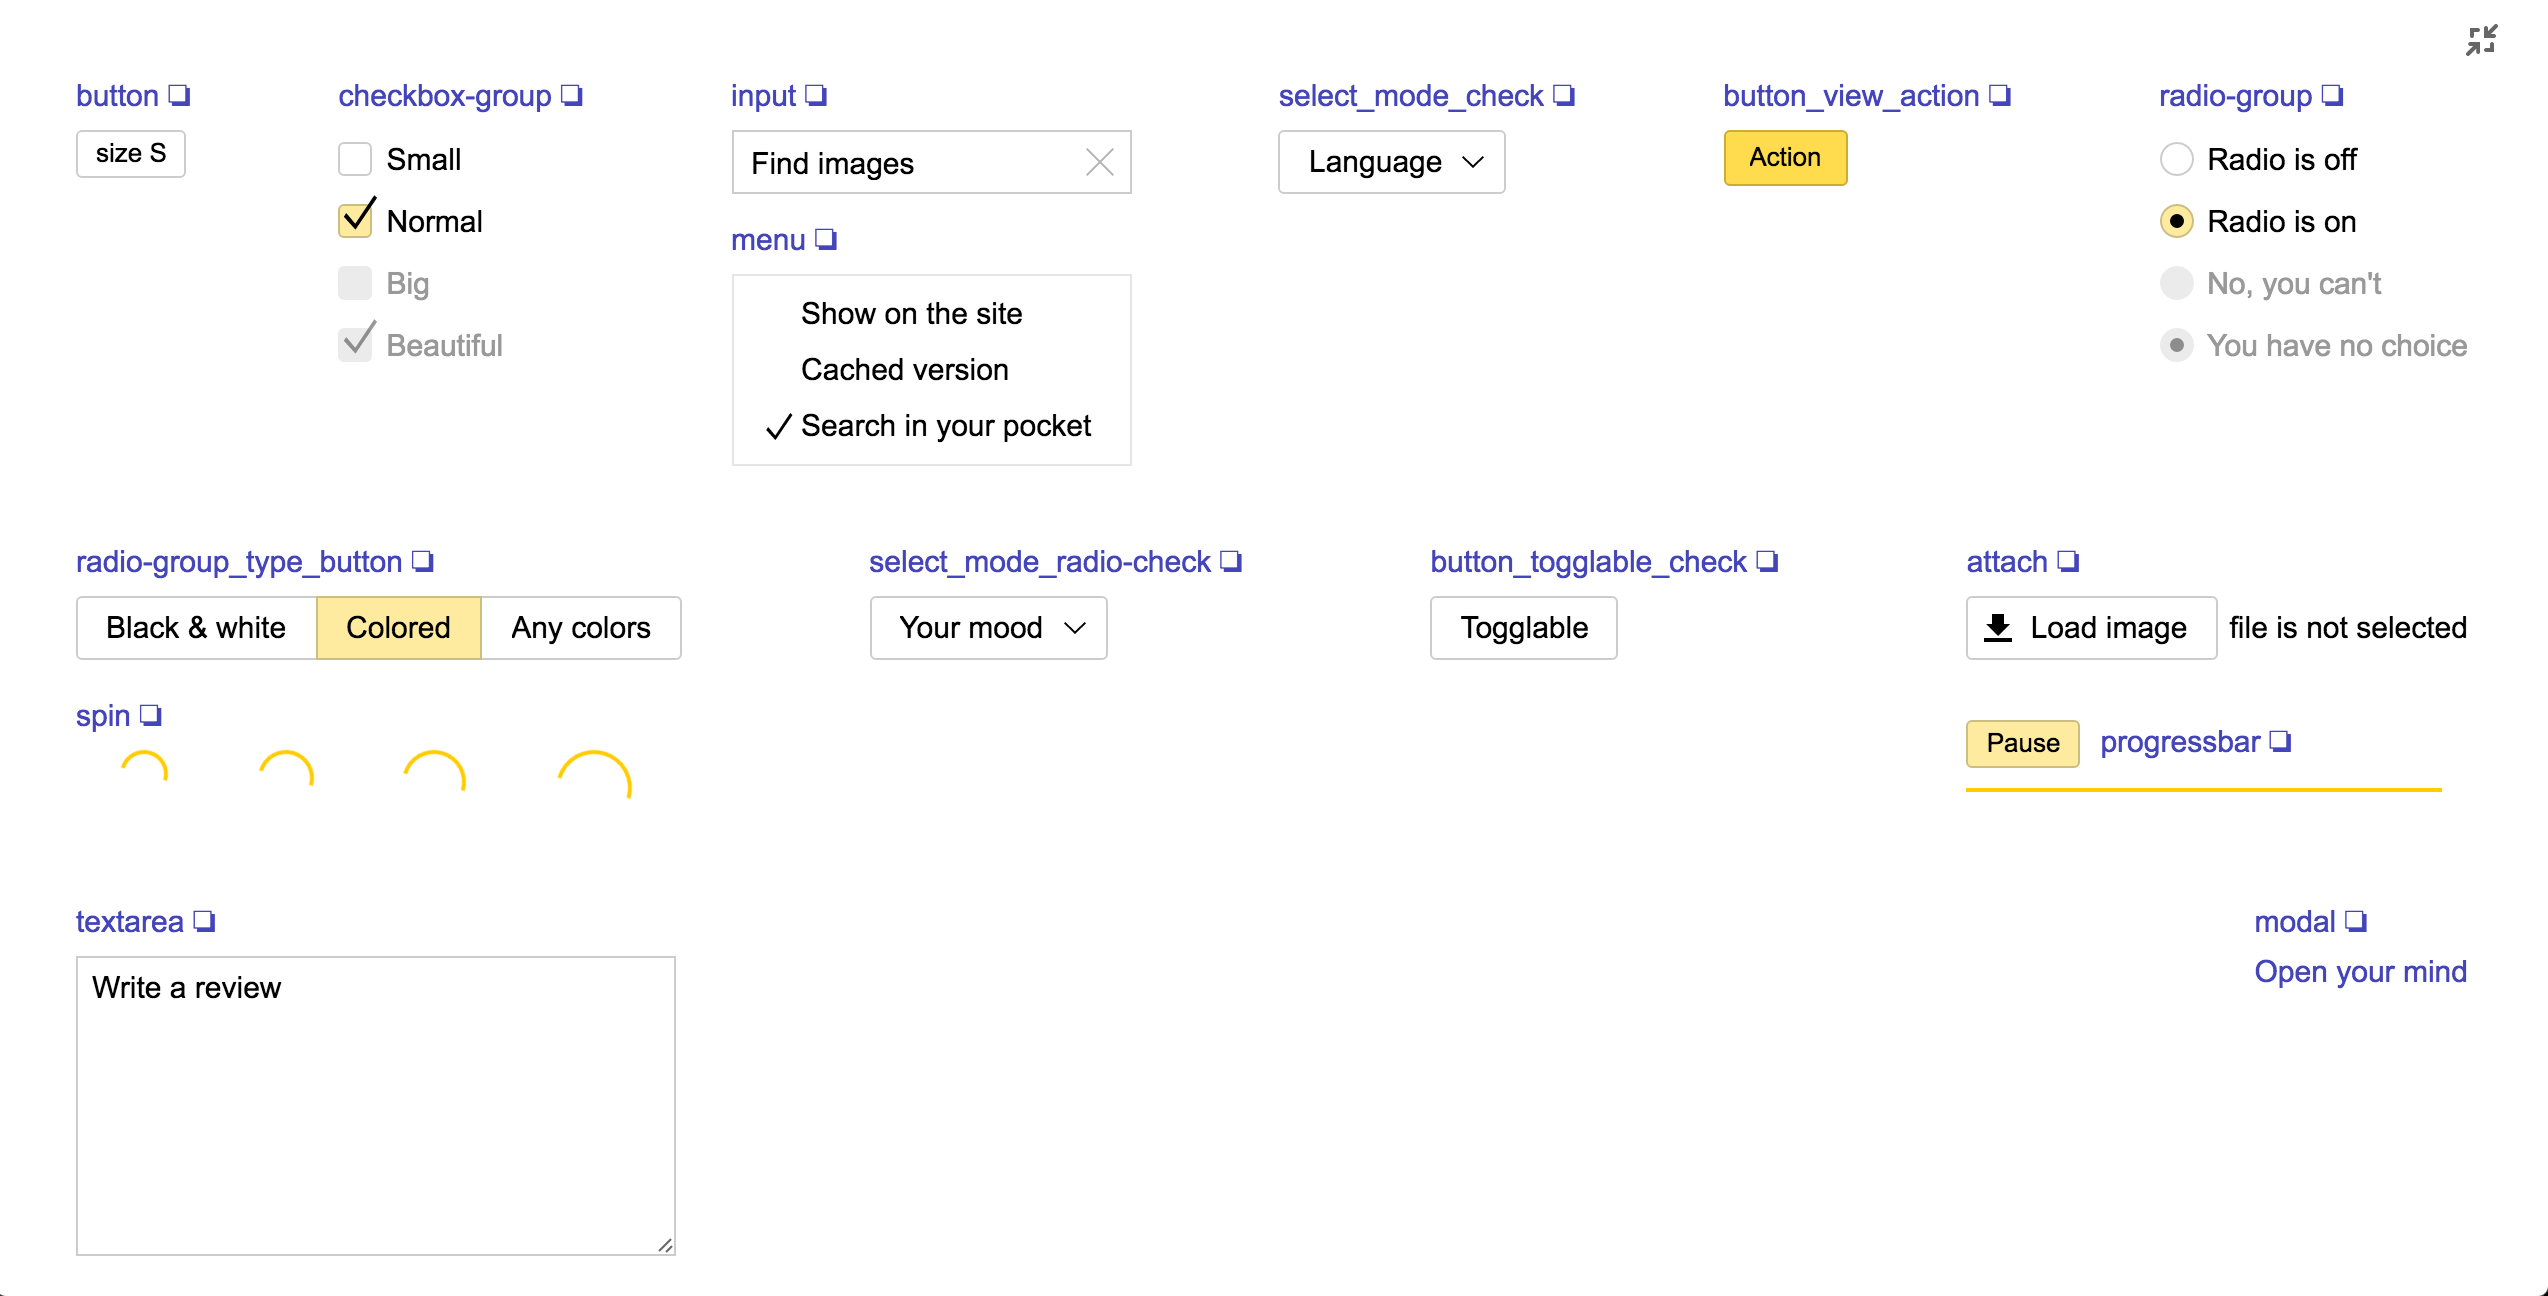 button
size S
checkbox-group
Small
Normal
Big
Beautiful
input
Find images
menu
Show on the site
Cached version
Search in your pocket
select_mode_check
Language
button_view_action
Action
radio-group
Radio is off
Radio is on
No, you can't
You have no choice
radio-group_type_button
Black & white Colored Any colors
select_mode_radio-check
Your mood
button_togglable_check
Togglable
attach
Load image file is not selected
spin
Pause progressbar
textarea
Write a review
modal
Open your mind